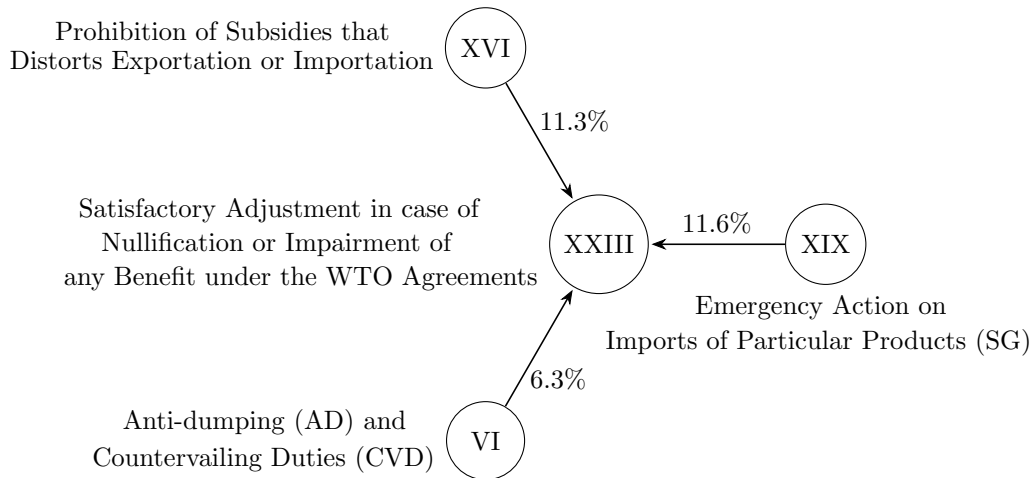 Prohibition of Subsidies that
Distorts Exportation or Importation
XVI
11.3%
Satisfactory Adjustment in case of
Nullification or Impairment of
any Benefit under the WTO Agreements
XXIII
11.6%
XIX
Emergency Action on
Imports of Particular Products (SG)
6.3%
Anti-dumping (AD) and
Countervailing Duties (CVD)
VI